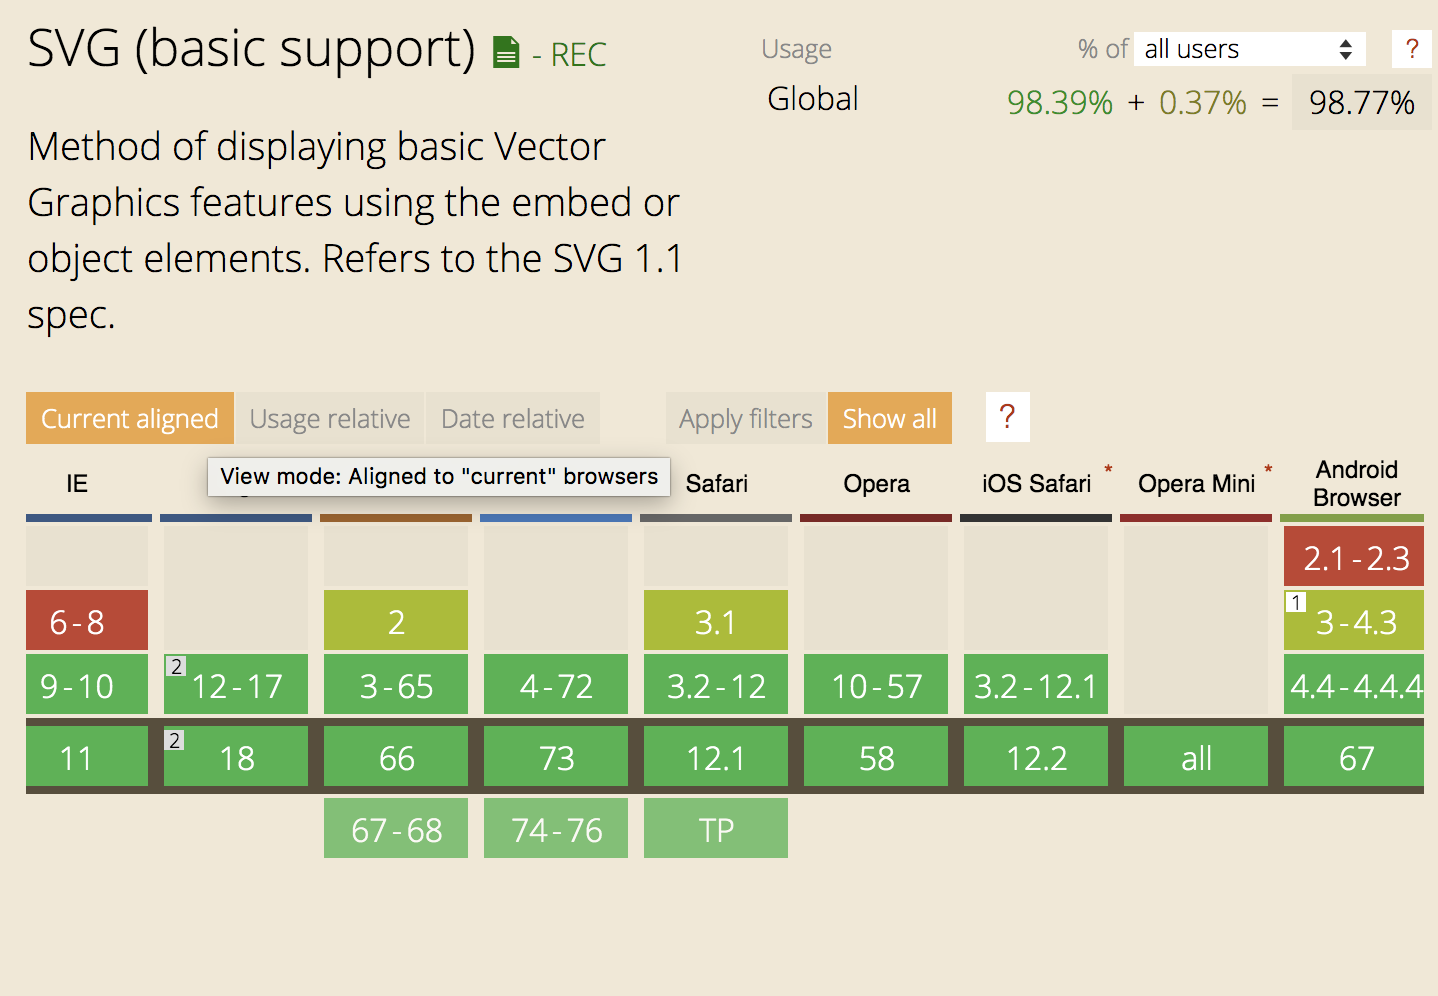 SVG (basic support) - REC
Usage % of all users ?
Global 98.39% + 0.37% = 98.77%
Method of displaying basic Vector
Graphics features using the embed or
object elements. Refers to the SVG 1.1
spec.
Current aligned Usage relative Date relative Apply filters Show all ?
View mode: Aligned to "current" browsers
IE Safari Opera iOS Safari * Opera Mini * Android
Browser
2.1-2.3
6-8 2 3.1 1 3-4.3
9-10 2 12-17 3-65 4-72 3.2-12 10-57 3.2-12.1 4.4-4.4.4
11 2 18 66 73 12.1 58 12.2 all 67
67-68 74-76 TP